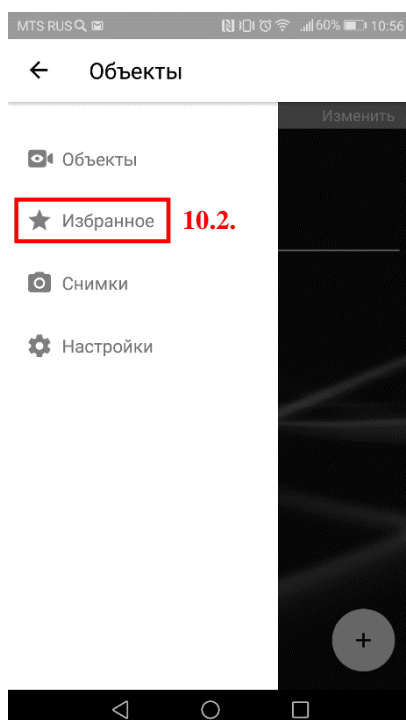 MTS RUS 60% 10:56
Объекты
Изменить
Объекты
Избранное 10.2.
Снимки
Настройки
+